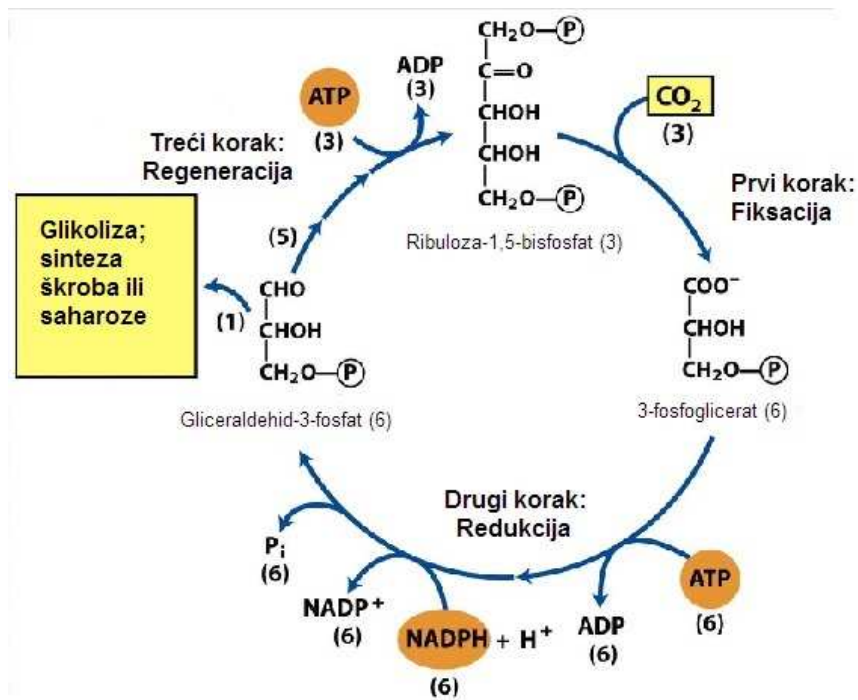 CH2O—P
C=O
CHOH
CHOH
CH2O—P
Ribuloza-1,5-bisfosfat (3)
CO2
(3)
Prvi korak:
Fiksacija
COO−
CHOH
CH2O—P
3-fosfoglicerat (6)
Drugi korak:
Redukcija
ATP
(6)
ADP
(6)
NADPH + H+
(6)
NADP+
(6)
Pi
(6)
Gliceraldehid-3-fosfat (6)
CHO
CHOH
CH2O—P
(1)
Glikoliza;
sinteza
škroba ili
saharoze
(5)
Treći korak:
Regeneracija
ATP
(3)
ADP
(3)